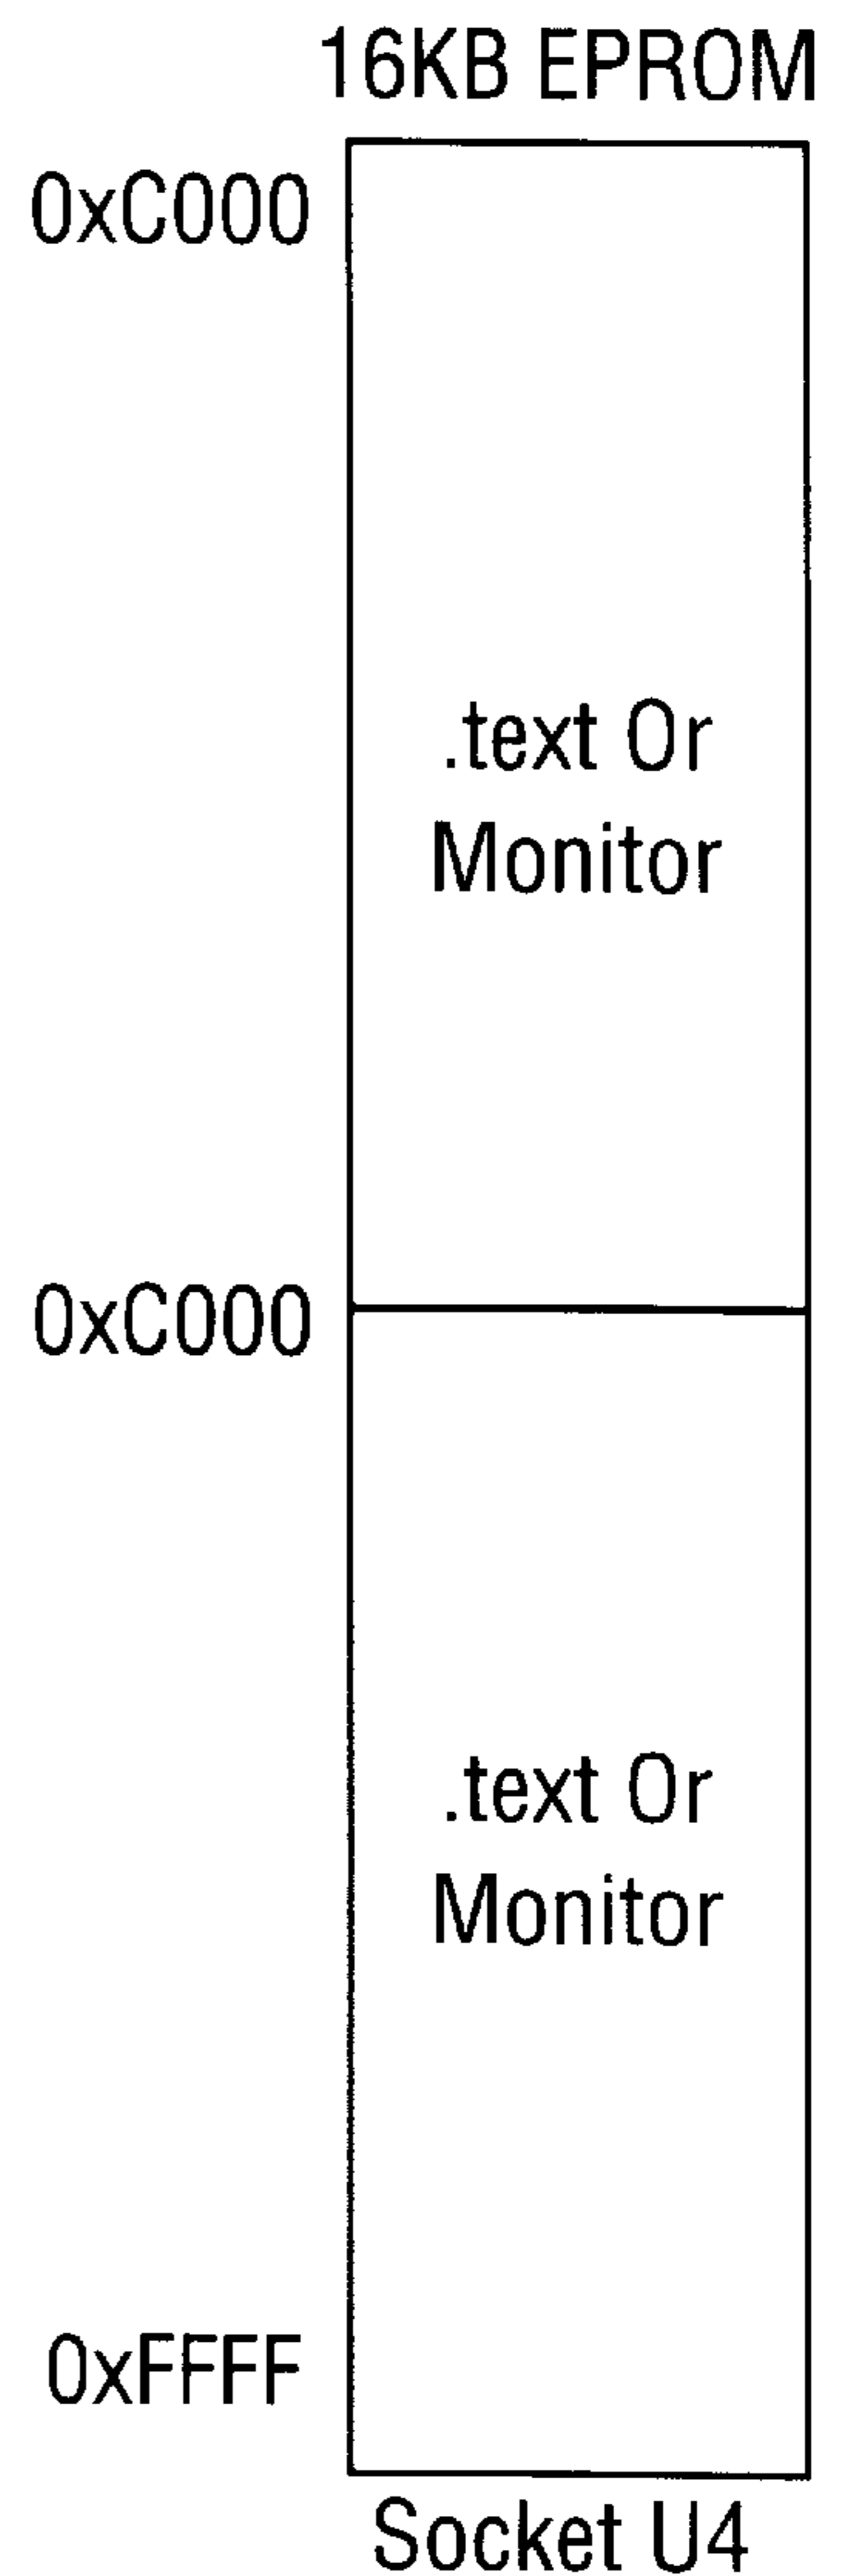 16KB EPROM
0xC000
.text Or
Monitor
0xC000
.text Or
Monitor
0xFFFF
Socket U4